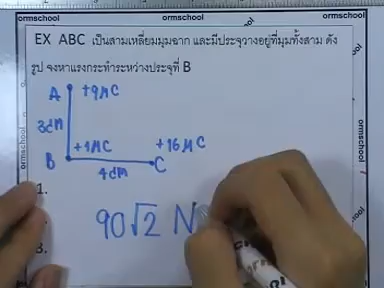 ormschool ormschool ormschool
EX ABC เป็นสามเหลี่ยมมุมฉาก และมีประจุวางอยู่ที่มุมทั้งสาม ดัง
รูป จงหาแรงกระทำระหว่างประจุที่ B
A +9μC
3dm
B +1μC +16μC
C
4dm
1.
90√2 N
3.